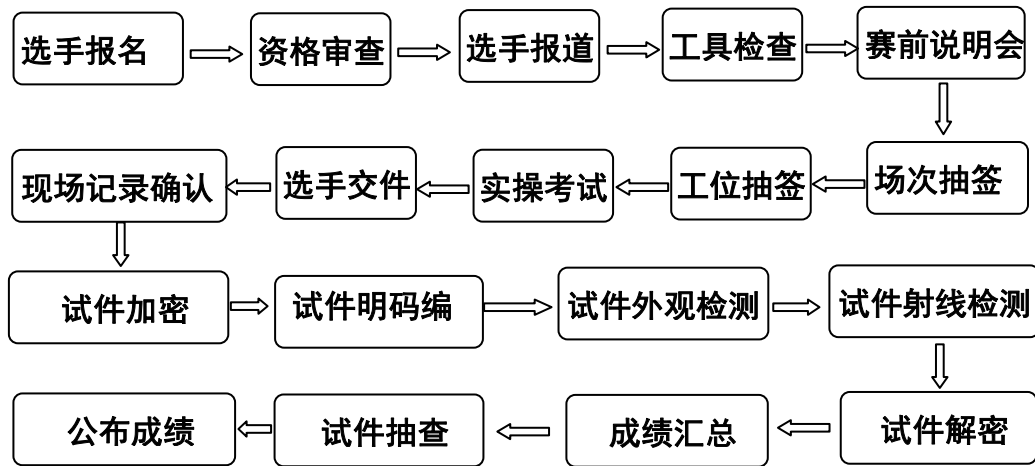 选手报名
资格审查
选手报道
工具检查
赛前说明会
场次抽签
工位抽签
实操考试
选手交件
现场记录确认
试件加密
试件明码编
试件外观检测
试件射线检测
试件解密
成绩汇总
试件抽查
公布成绩